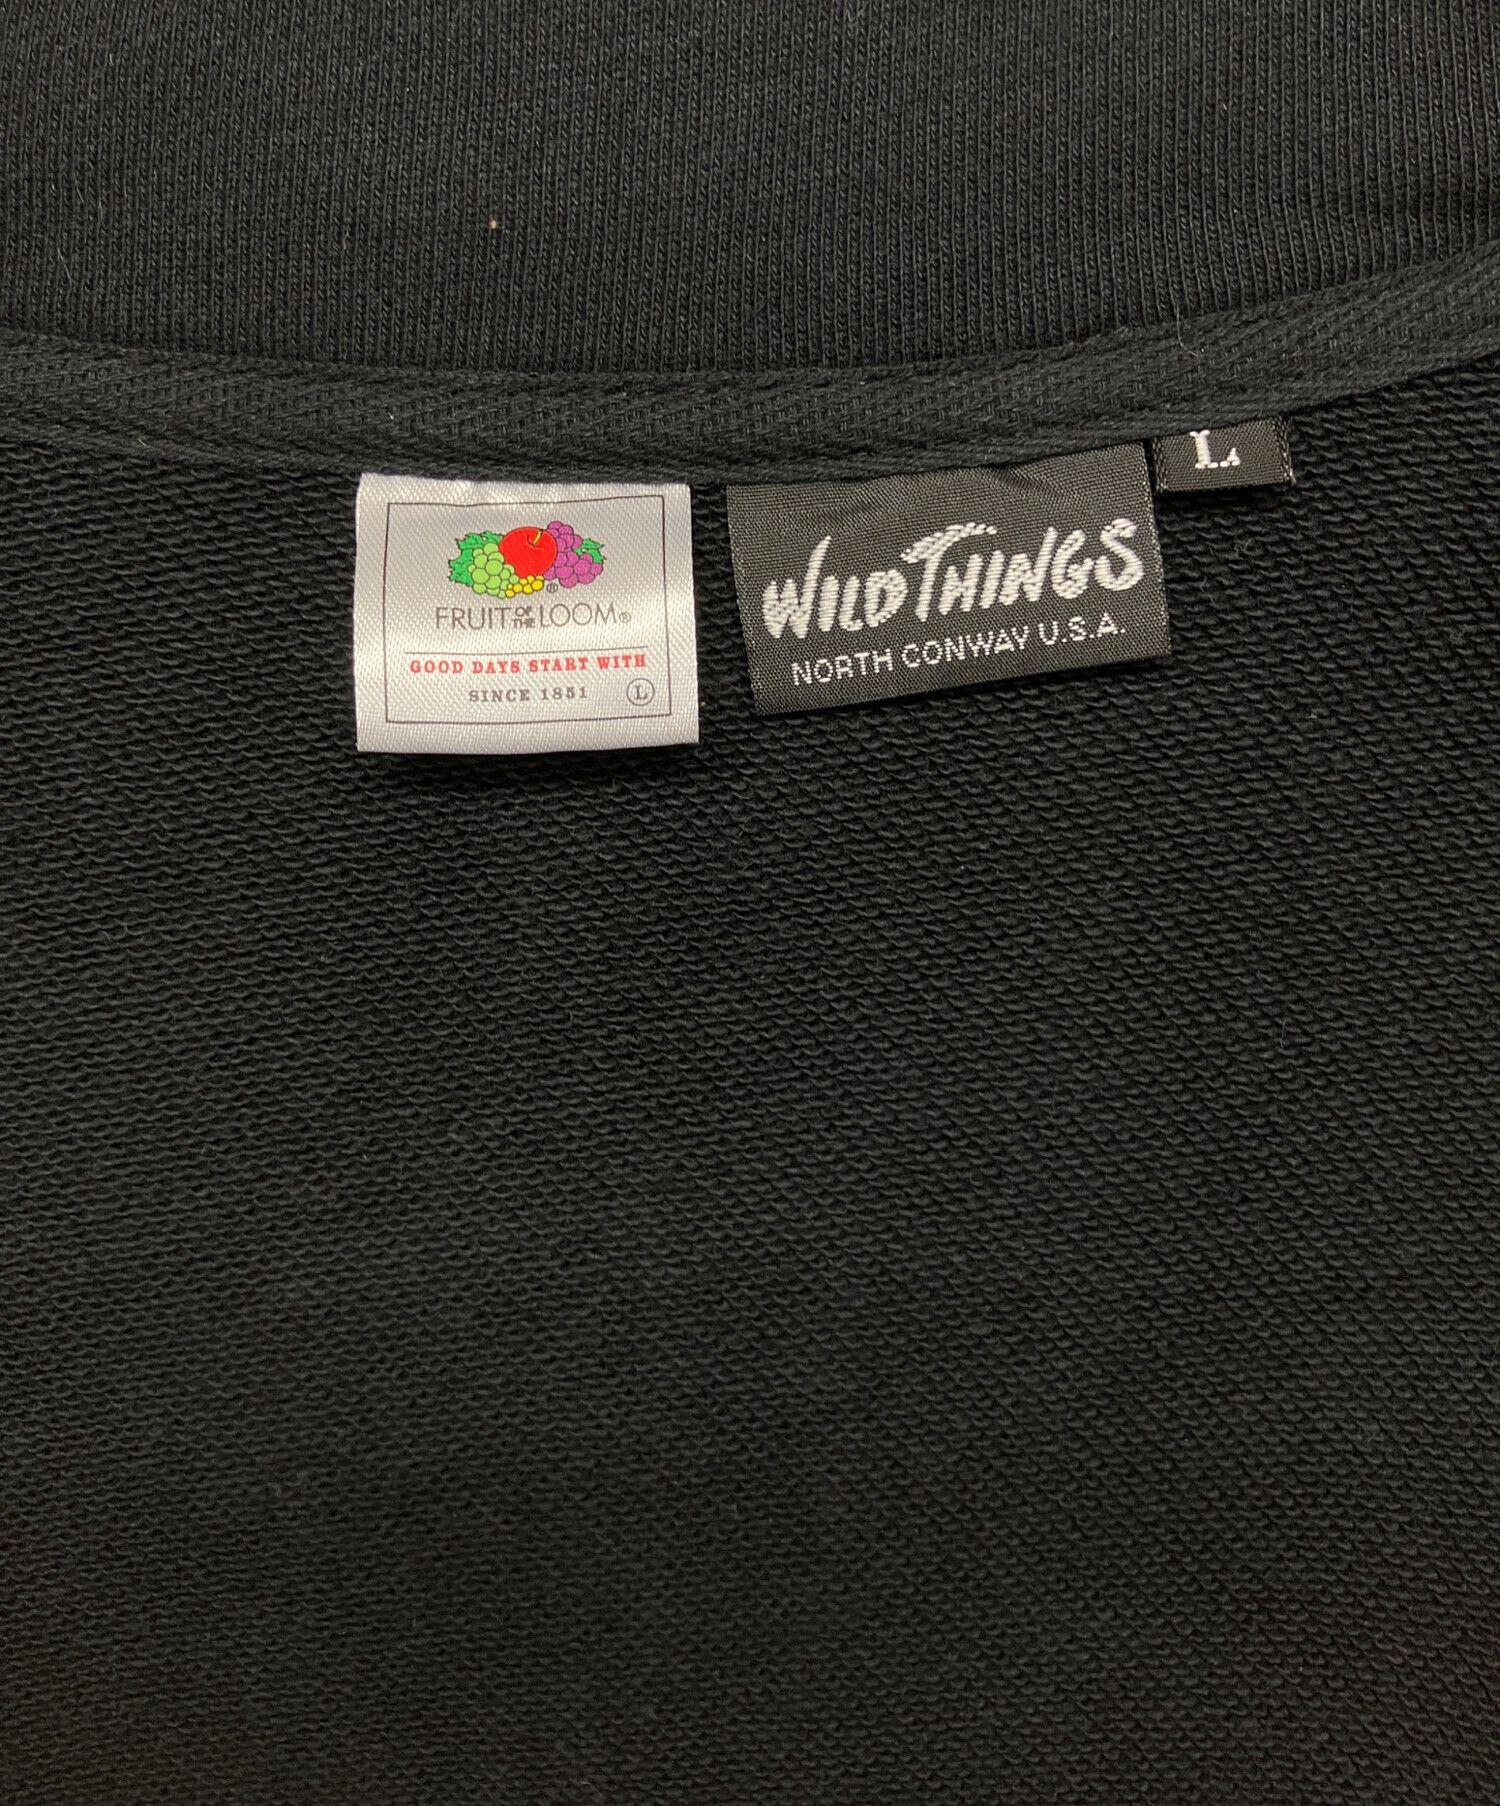 FRUIT OF THE LOOM®
GOOD DAYS START WITH
SINCE 1851 Ⓛ
WILD THINGS
NORTH CONWAY U.S.A.
L